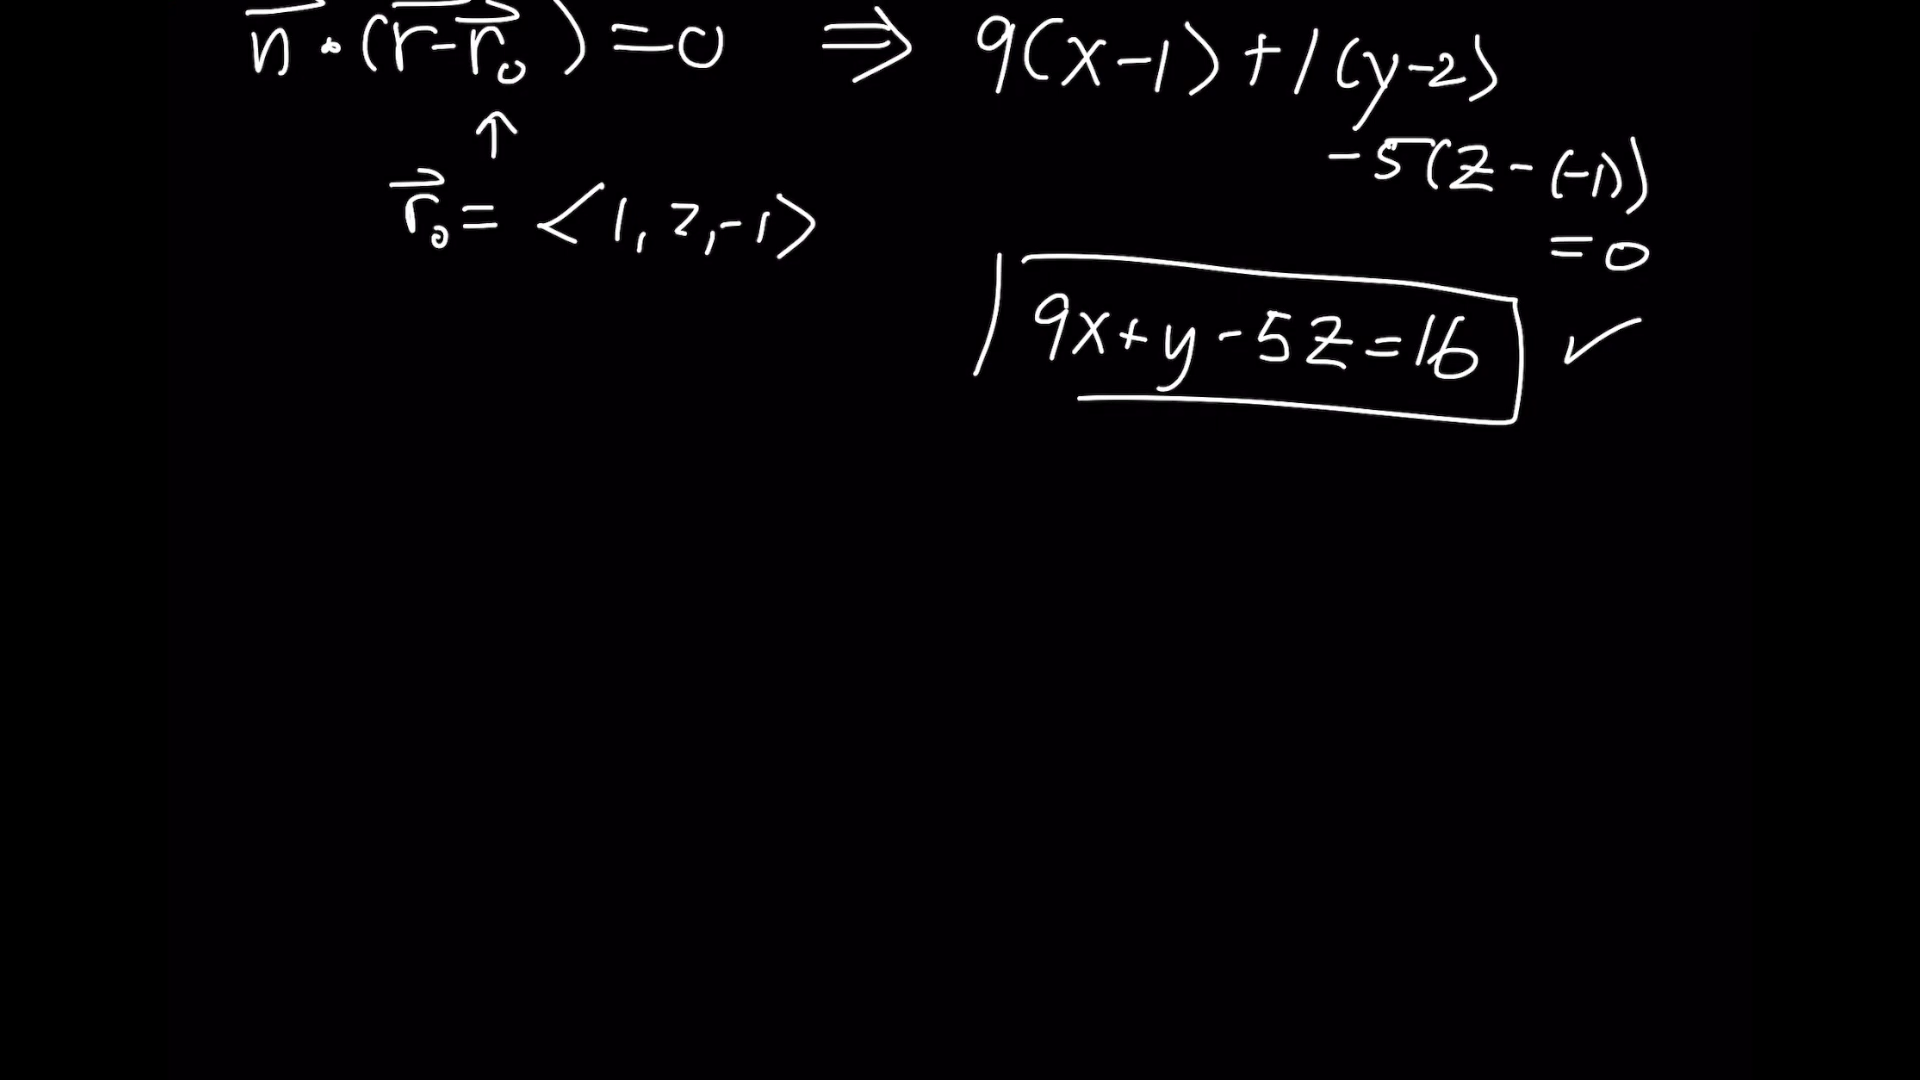 n⃗ · (r⃗ - r⃗₀) = 0 ⇒ 9(x-1) + 1(y-2)
↑
-5(z-(-1))
r⃗₀ = <1, 2, -1>
= 0
9x + y - 5z = 16 ✓